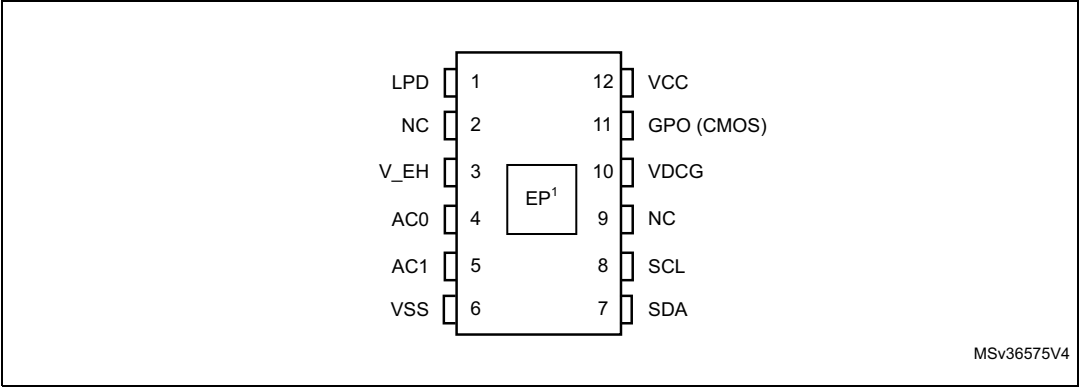 LPD 1 12 VCC
NC 2 11 GPO (CMOS)
V_EH 3 10 VDCG
EP¹
AC0 4 9 NC
AC1 5 8 SCL
VSS 6 7 SDA
MSv36575V4